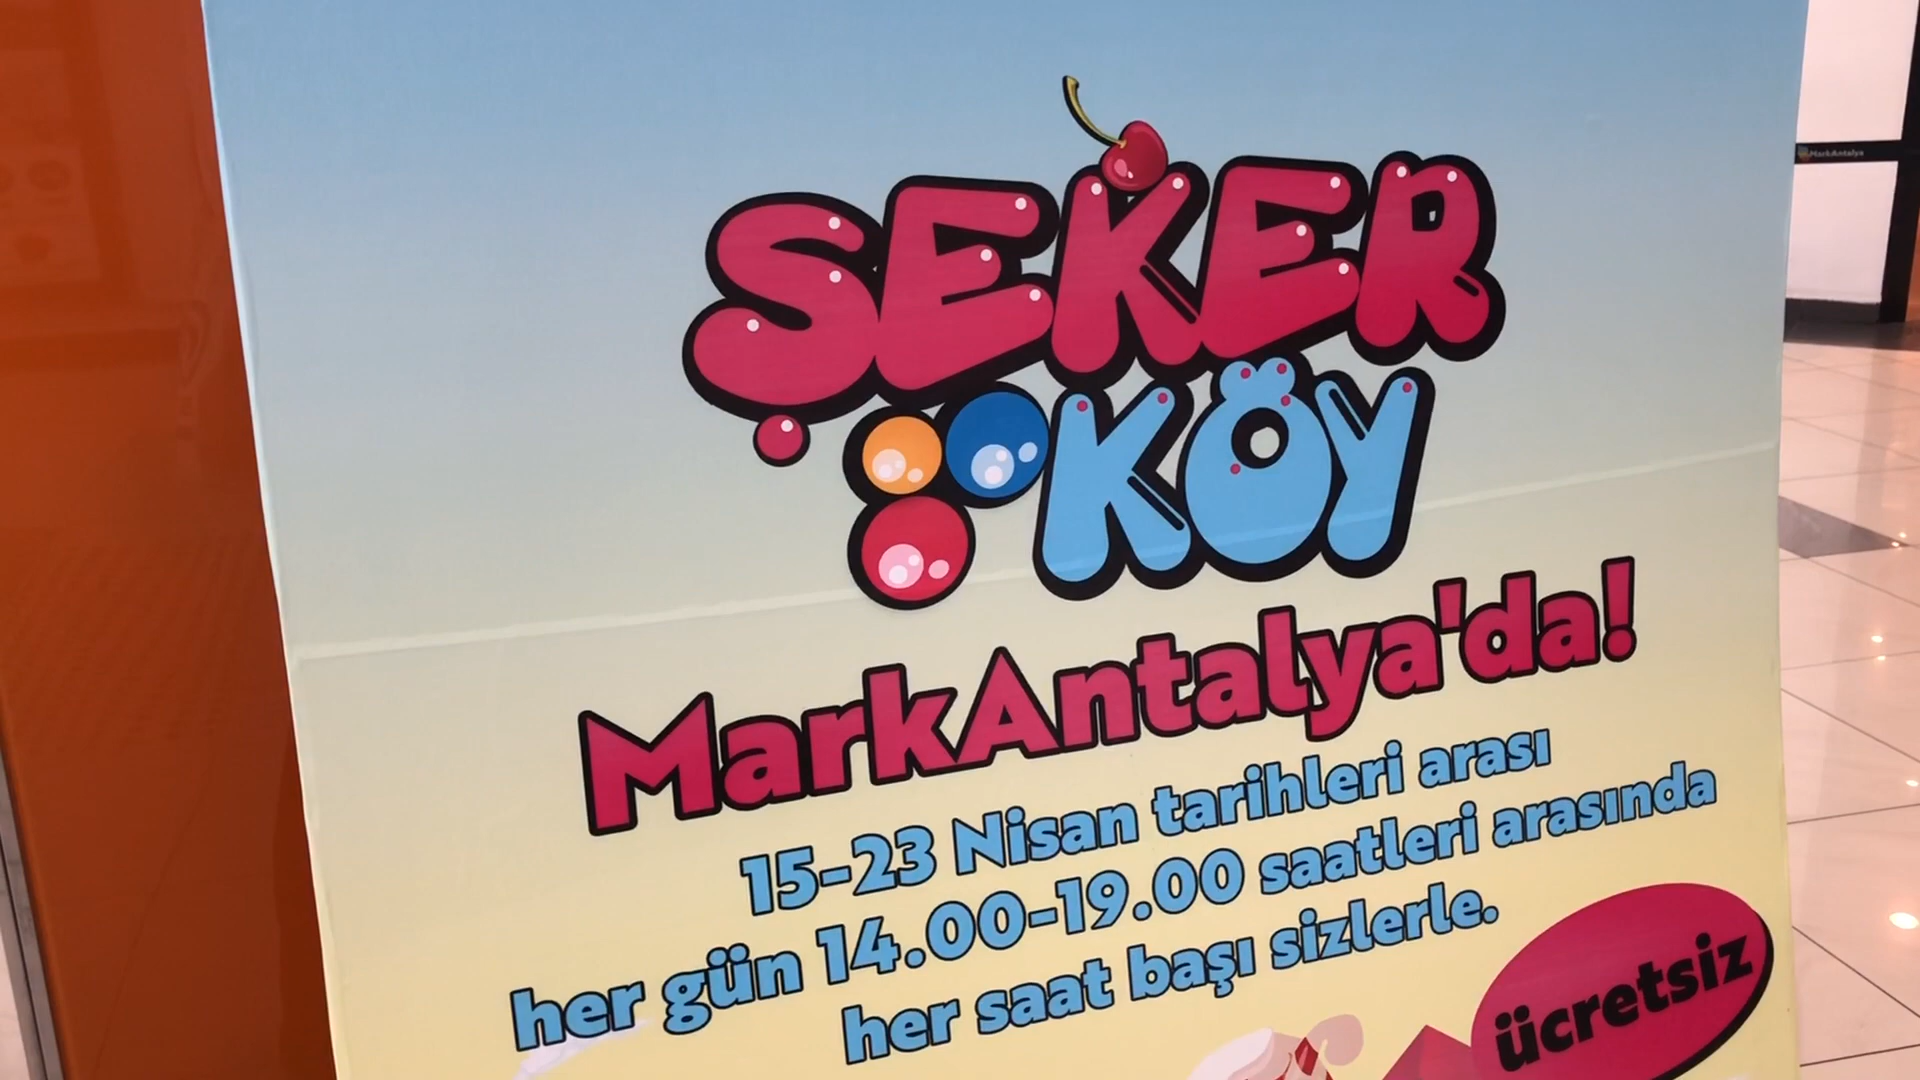 ŞEKER
KÖY
MarkAntalya'da!
15-23 Nisan tarihleri arası
her gün 14.00-19.00 saatleri arasında
her saat başı sizlerle.
ücretsiz
MarkAntalya